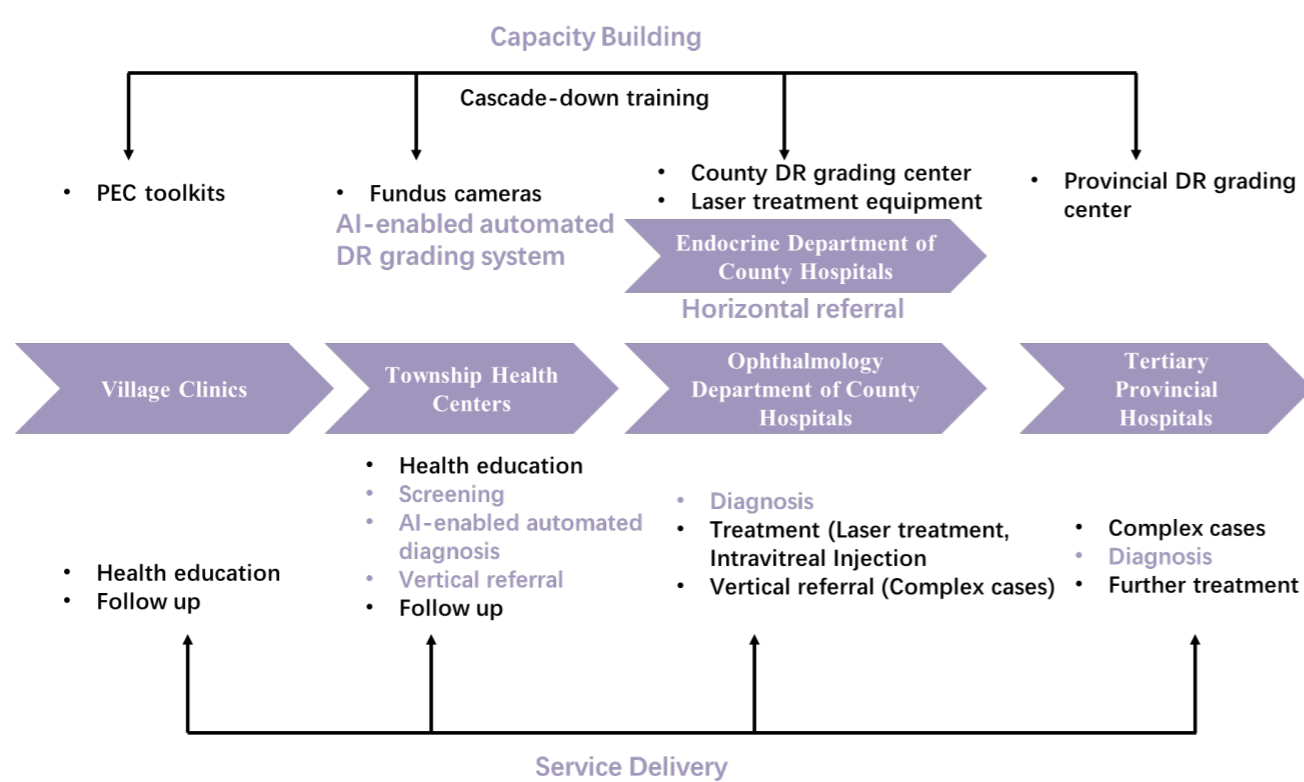 Capacity Building
Cascade-down training
• PEC toolkits
• Fundus cameras
AI-enabled automated
DR grading system
• County DR grading center
• Laser treatment equipment
• Provincial DR grading
center
Endocrine Department of
County Hospitals
Horizontal referral
Village Clinics
Township Health
Centers
Ophthalmology
Department of County
Hospitals
Tertiary
Provincial
Hospitals
• Health education
• Follow up
• Health education
• Screening
• AI-enabled automated
diagnosis
• Vertical referral
• Follow up
• Diagnosis
• Treatment (Laser treatment,
Intravitreal Injection
• Vertical referral (Complex cases)
• Complex cases
• Diagnosis
• Further treatment
Service Delivery